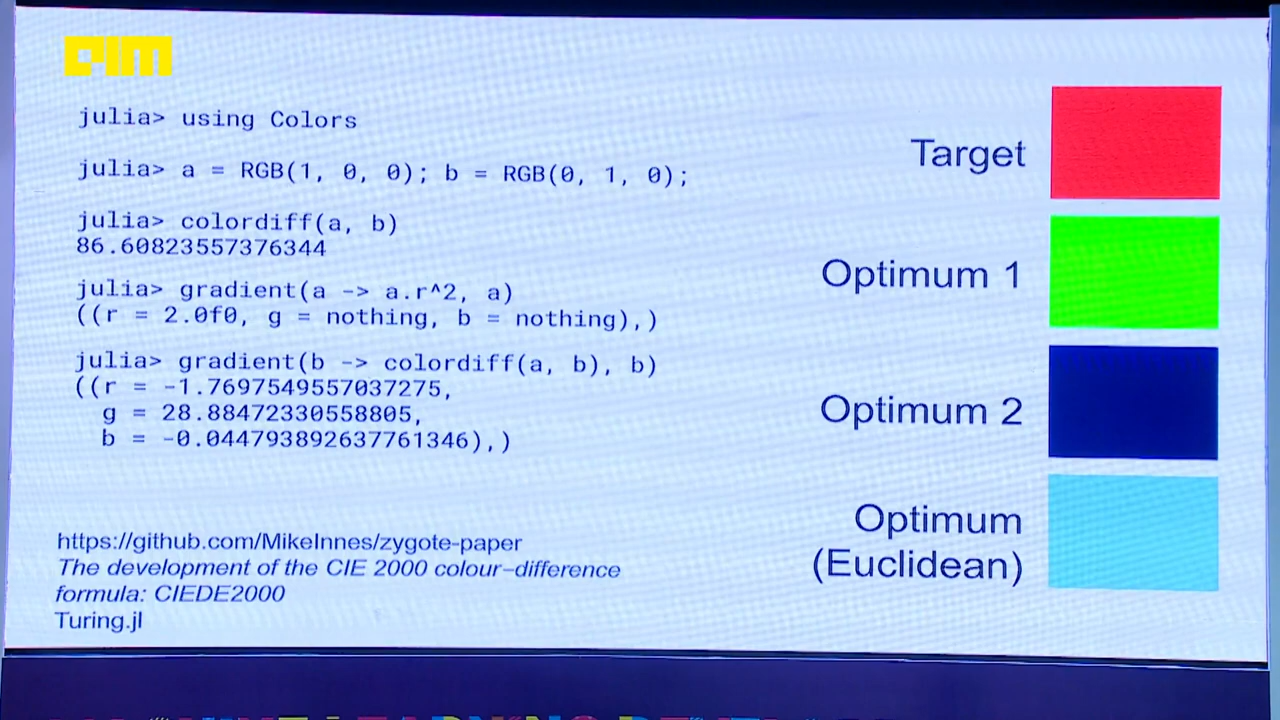 AIM
julia> using Colors
julia> a = RGB(1, 0, 0); b = RGB(0, 1, 0);
julia> colordiff(a, b)
86.60823557376344
julia> gradient(a -> a.r^2, a)
((r = 2.0f0, g = nothing, b = nothing),)
julia> gradient(b -> colordiff(a, b), b)
((r = -1.7697549557037275,
g = 28.88472330558805,
b = -0.044793892637761346),)
https://github.com/MikeInnes/zygote-paper
The development of the CIE 2000 colour-difference
formula: CIEDE2000
Turing.jl
Target
Optimum 1
Optimum 2
Optimum
(Euclidean)